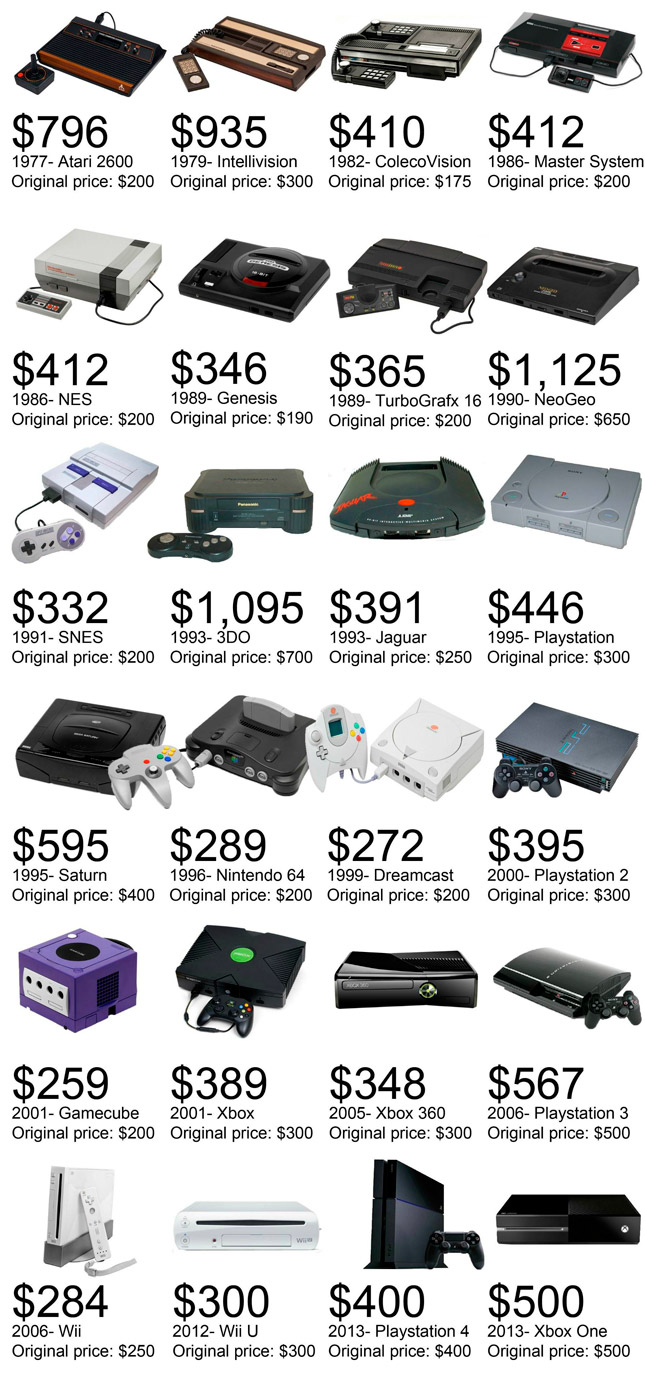 $796
1977- Atari 2600
Original price: $200
$935
1979- Intellivision
Original price: $300
$410
1982- ColecoVision
Original price: $175
$412
1986- Master System
Original price: $200
$412
1986- NES
Original price: $200
$346
1989- Genesis
Original price: $190
$365
1989- TurboGrafx 16
Original price: $200
$1,125
1990- NeoGeo
Original price: $650
$332
1991- SNES
Original price: $200
Panasonic
$1,095
1993- 3DO
Original price: $700
JAGUAR
$391
1993- Jaguar
Original price: $250
$446
1995- Playstation
Original price: $300
$595
1995- Saturn
Original price: $400
$289
1996- Nintendo 64
Original price: $200
$272
1999- Dreamcast
Original price: $200
$395
2000- Playstation 2
Original price: $300
$259
2001- Gamecube
Original price: $200
$389
2001- Xbox
Original price: $300
XBOX 360
$348
2005- Xbox 360
Original price: $300
$567
2006- Playstation 3
Original price: $500
$284
2006- Wii
Original price: $250
Wii U
$300
2012- Wii U
Original price: $300
$400
2013- Playstation 4
Original price: $400
$500
2013- Xbox One
Original price: $500